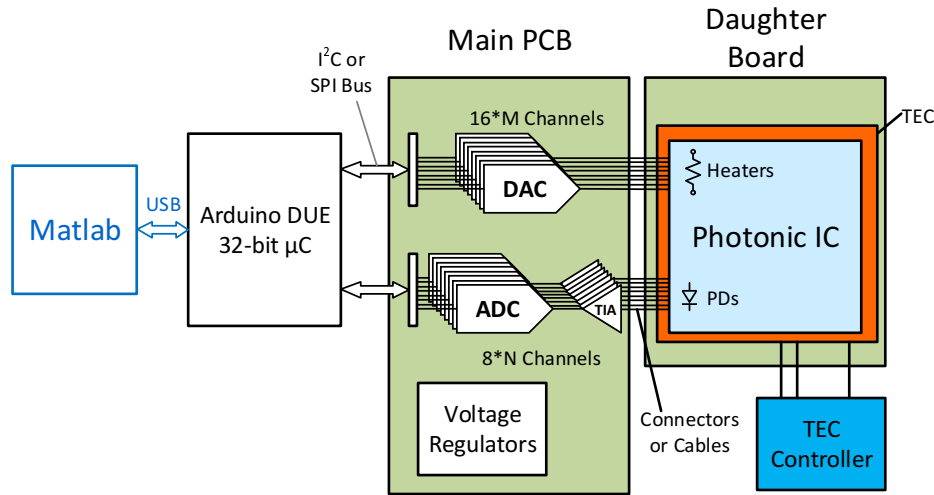 Main PCB
Daughter
Board
I²C or
SPI Bus
16*M Channels
TEC
DAC
Heaters
Matlab
USB
Arduino DUE
32-bit µC
Photonic IC
ADC
TIA
PDs
8*N Channels
Voltage
Regulators
Connectors
or Cables
TEC
Controller